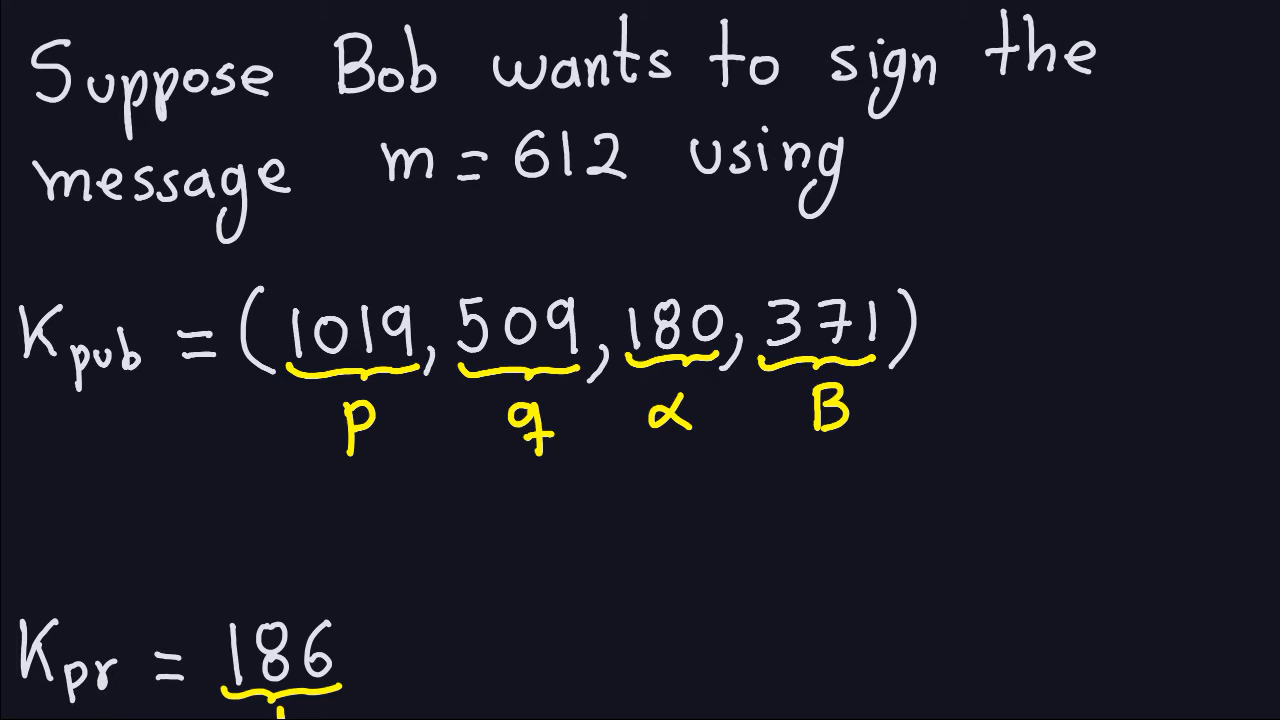 Suppose Bob wants to sign the
message m = 612 using
Kpub = (1019, 509, 180, 371)
p q α B
Kpr = 186